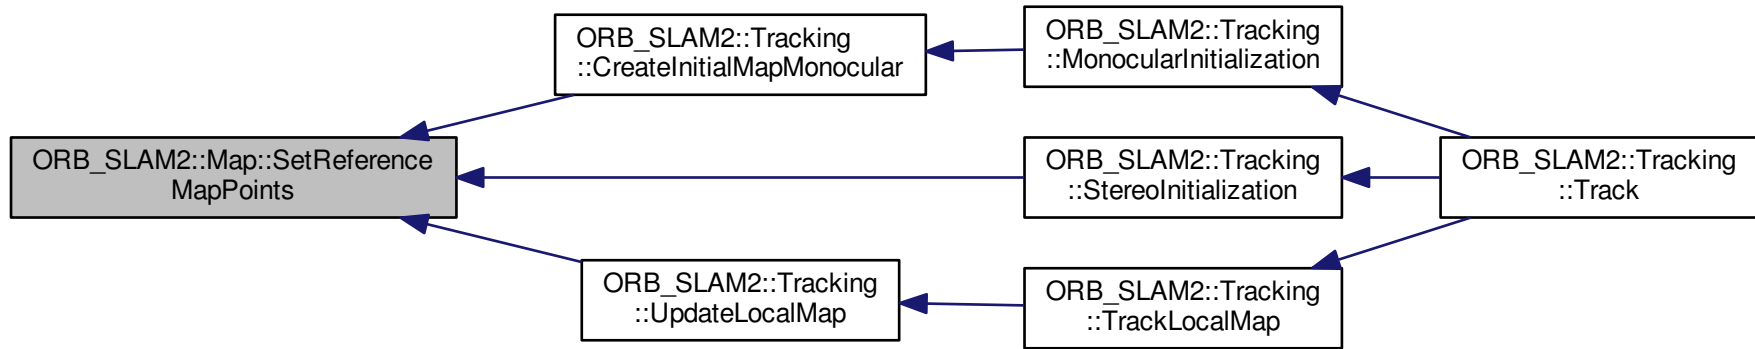 ORB_SLAM2::Map::SetReference
MapPoints
ORB_SLAM2::Tracking
::CreateInitialMapMonocular
ORB_SLAM2::Tracking
::UpdateLocalMap
ORB_SLAM2::Tracking
::MonocularInitialization
ORB_SLAM2::Tracking
::StereoInitialization
ORB_SLAM2::Tracking
::TrackLocalMap
ORB_SLAM2::Tracking
::Track